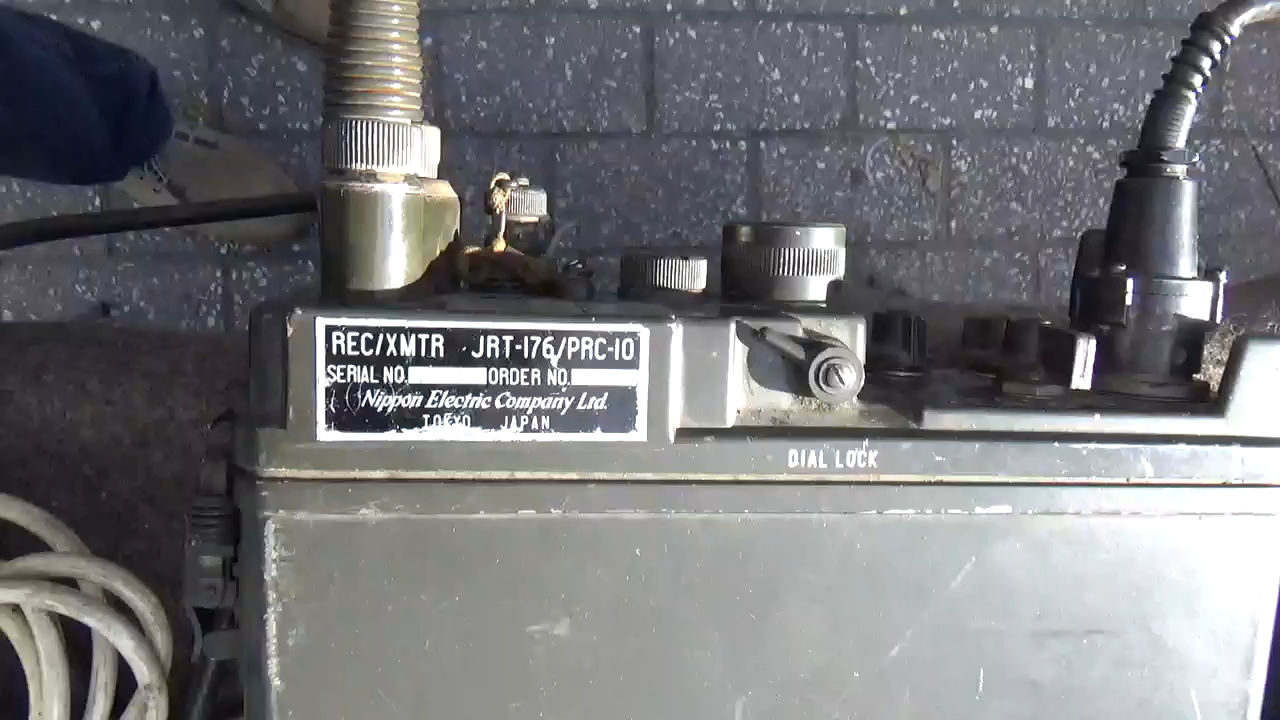 REC/XMTR JRT-176/PRC-10
SERIAL NO. ORDER NO.
Nippon Electric Company Ltd.
TOKYO JAPAN
DIAL LOCK